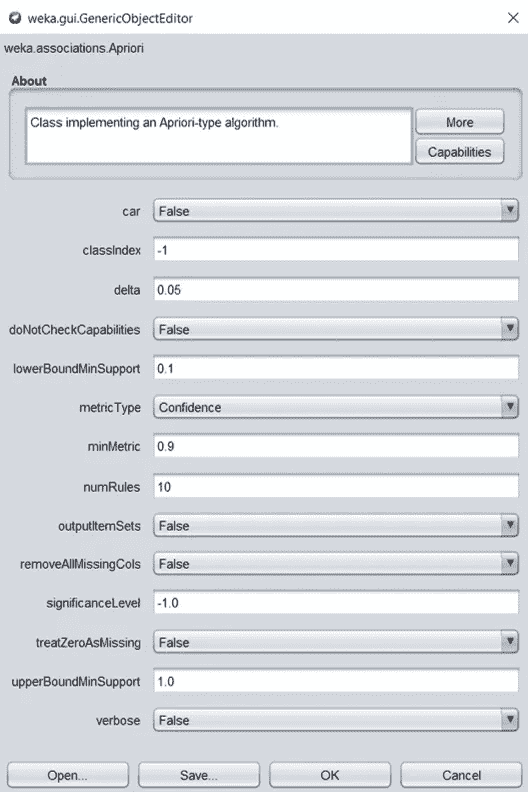 weka.gui.GenericObjectEditor
weka.associations.Apriori
About
Class implementing an Apriori-type algorithm.
More
Capabilities
car False
classIndex -1
delta 0.05
doNotCheckCapabilities False
lowerBoundMinSupport 0.1
metricType Confidence
minMetric 0.9
numRules 10
outputItemSets False
removeAllMissingCols False
significanceLevel -1.0
treatZeroAsMissing False
upperBoundMinSupport 1.0
verbose False
Open... Save... OK Cancel